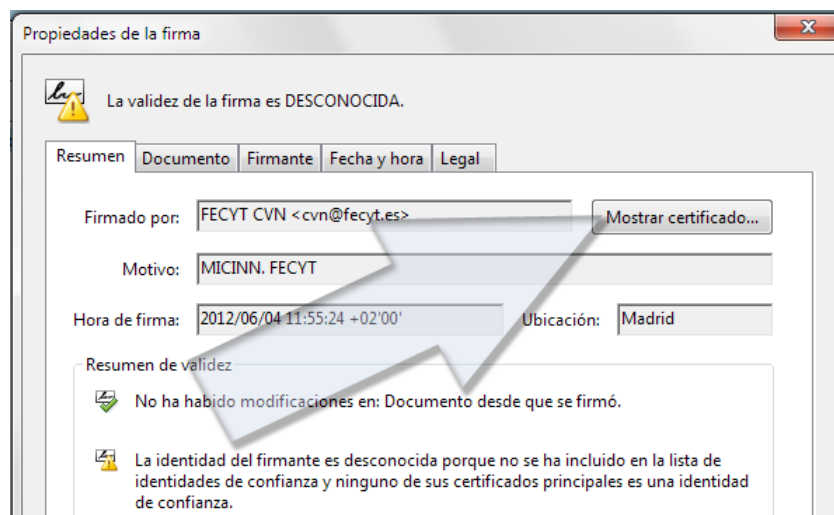 Propiedades de la firma
La validez de la firma es DESCONOCIDA.
Resumen Documento Firmante Fecha y hora Legal
Firmado por: FECYT CVN <cvn@fecyt.es> Mostrar certificado...
Motivo: MICINN. FECYT
Hora de firma: 2012/06/04 11:55:24 +02'00' Ubicación: Madrid
Resumen de validez
No ha habido modificaciones en: Documento desde que se firmó.
La identidad del firmante es desconocida porque no se ha incluido en la lista de
identidades de confianza y ninguno de sus certificados principales es una identidad
de confianza.